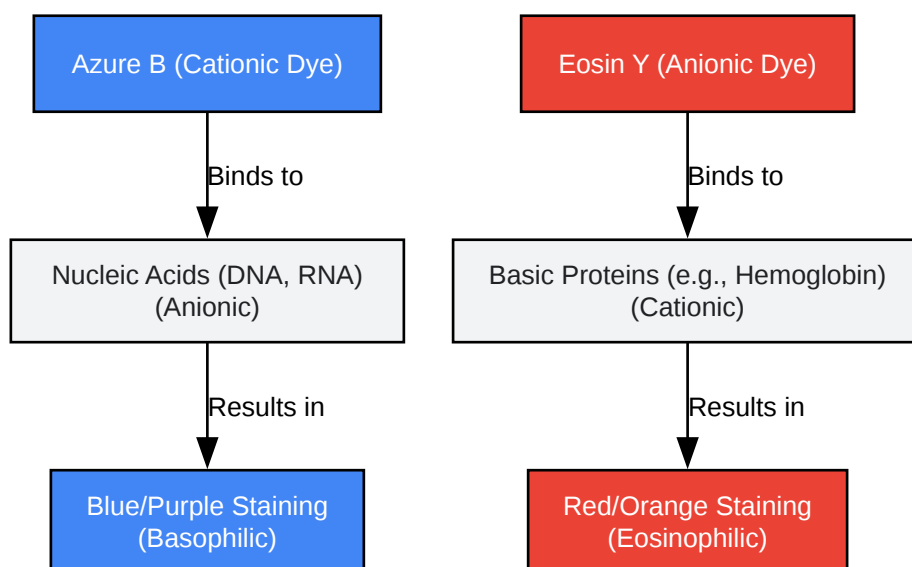 Azure B (Cationic Dye)
Eosin Y (Anionic Dye)
Binds to
Binds to
Nucleic Acids (DNA, RNA)
(Anionic)
Basic Proteins (e.g., Hemoglobin)
(Cationic)
Results in
Results in
Blue/Purple Staining
(Basophilic)
Red/Orange Staining
(Eosinophilic)